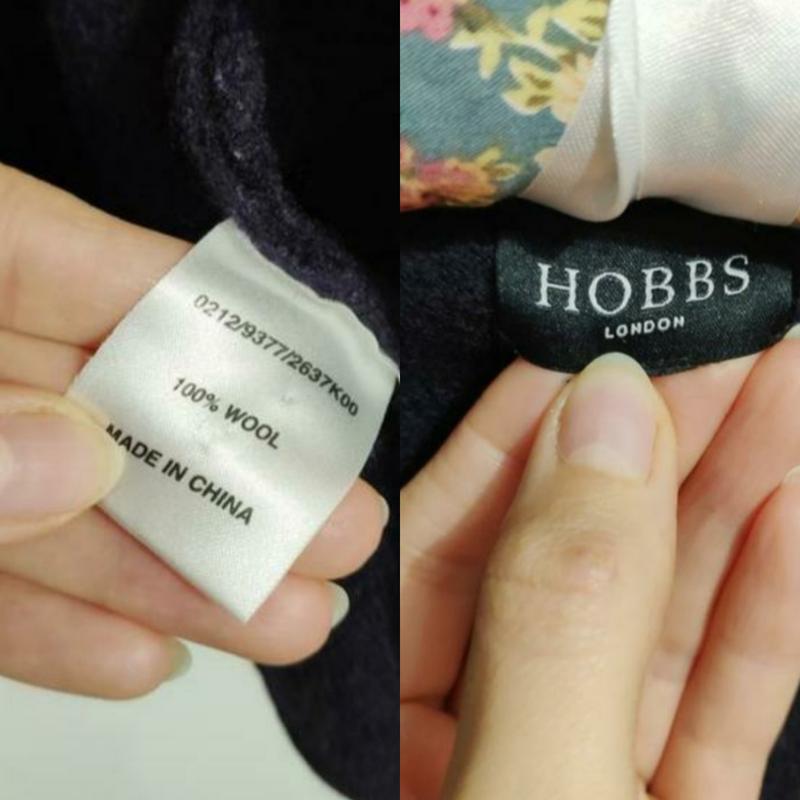 0212/9377/2637K00
100% WOOL
MADE IN CHINA
HOBBS
LONDON